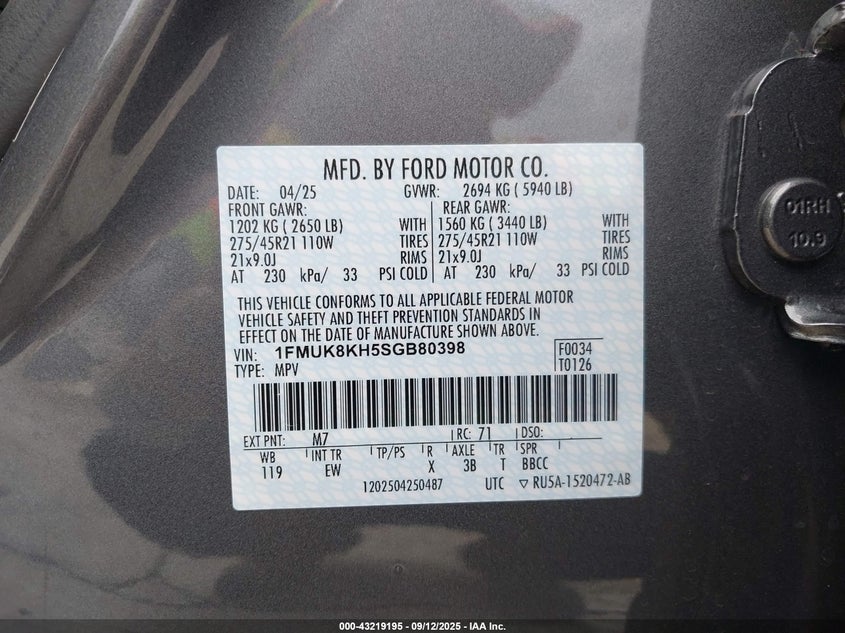 MFD. BY FORD MOTOR CO.
DATE: 04/25 GVWR: 2694 KG ( 5940 LB)
FRONT GAWR: REAR GAWR:
1202 KG ( 2650 LB) WITH 1560 KG ( 3440 LB) WITH
275/45R21 110W TIRES 275/45R21 110W TIRES
21x9.0J RIMS 21x9.0J RIMS
AT 230 kPa/ 33 PSI COLD AT 230 kPa/ 33 PSI COLD
THIS VEHICLE CONFORMS TO ALL APPLICABLE FEDERAL MOTOR
VEHICLE SAFETY AND THEFT PREVENTION STANDARDS IN
EFFECT ON THE DATE OF MANUFACTURE SHOWN ABOVE.
VIN: 1FMUK8KH5SGB80398 F0034
TYPE: MPV T0126
EXT PNT: M7 RC: 71 DSO:
WB INT TR TP/PS R AXLE TR SPR
119 EW X 3B T BBCC
1202504250487 UTC ▽ RU5A-1520472-AB
01RH
10.9
000-43219195 - 09/12/2025 - IAA Inc.